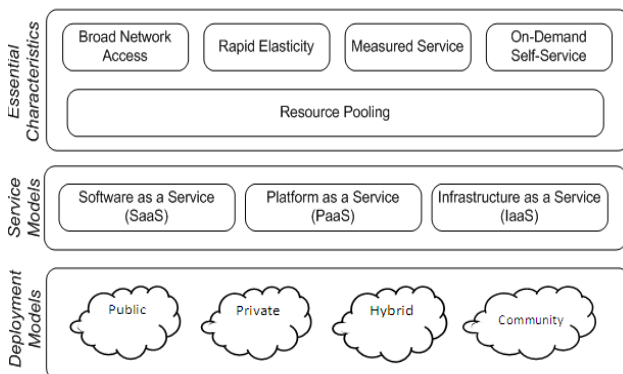 Essential
Characteristics
Broad Network
Access
Rapid Elasticity
Measured Service
On-Demand
Self-Service
Resource Pooling
Service
Models
Software as a Service
(SaaS)
Platform as a Service
(PaaS)
Infrastructure as a Service
(IaaS)
Deployment
Models
Public
Private
Hybrid
Community